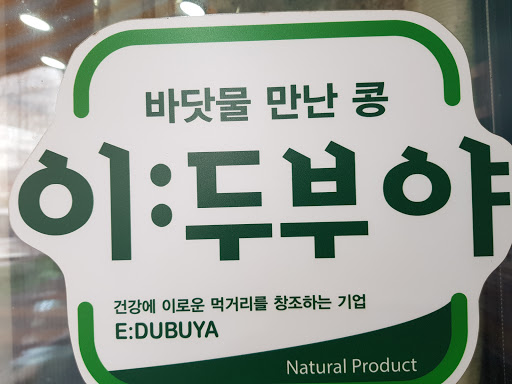 바닷물 만난 콩
이:두부야
건강에 이로운 먹거리를 창조하는 기업
E:DUBUYA
Natural Product